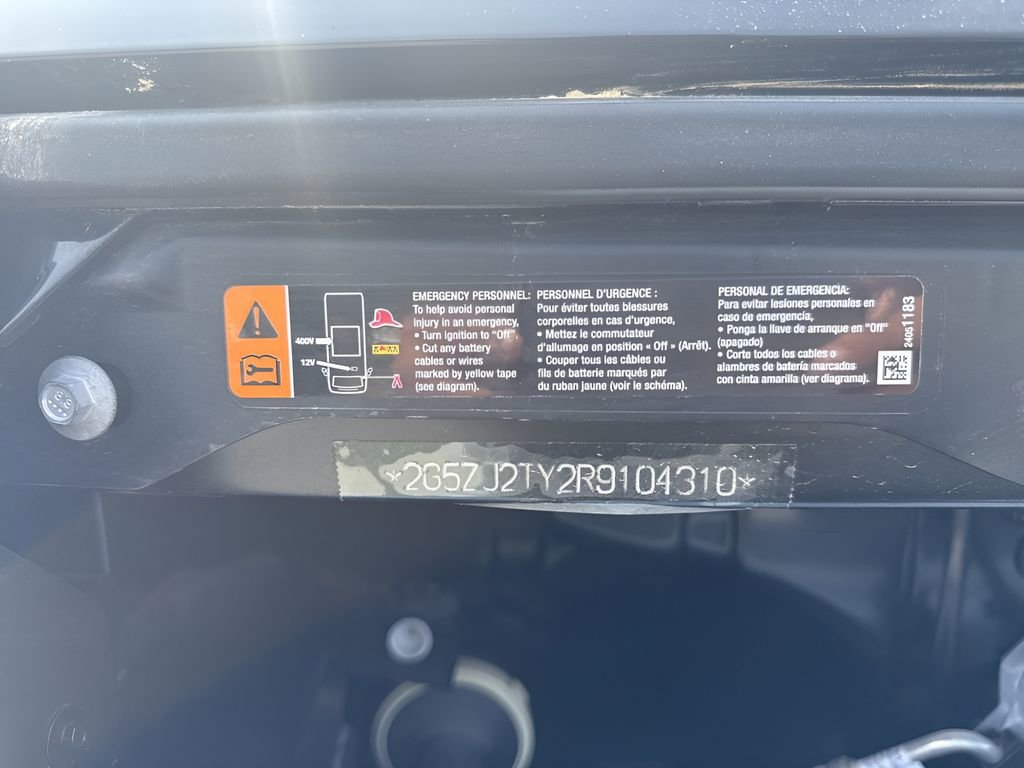 EMERGENCY PERSONNEL:
To help avoid personal
injury in an emergency,
• Turn ignition to "Off".
• Cut any battery
cables or wires
marked by yellow tape
(see diagram).
400V
12V
PERSONNEL D'URGENCE :
Pour éviter toutes blessures
corporelles en cas d'urgence,
• Mettez le commutateur
d'allumage en position « Off » (Arrêt).
• Couper tous les câbles ou
fils de batterie marqués par
du ruban jaune (voir le schéma).
PERSONAL DE EMERGENCIA:
Para evitar lesiones personales en
caso de emergencia,
• Ponga la llave de arranque en "Off"
(apagado)
• Corte todos los cables o
alambres de batería marcados
con cinta amarilla (ver diagrama).
24051183
*2G5ZJ2TY2R9104310*